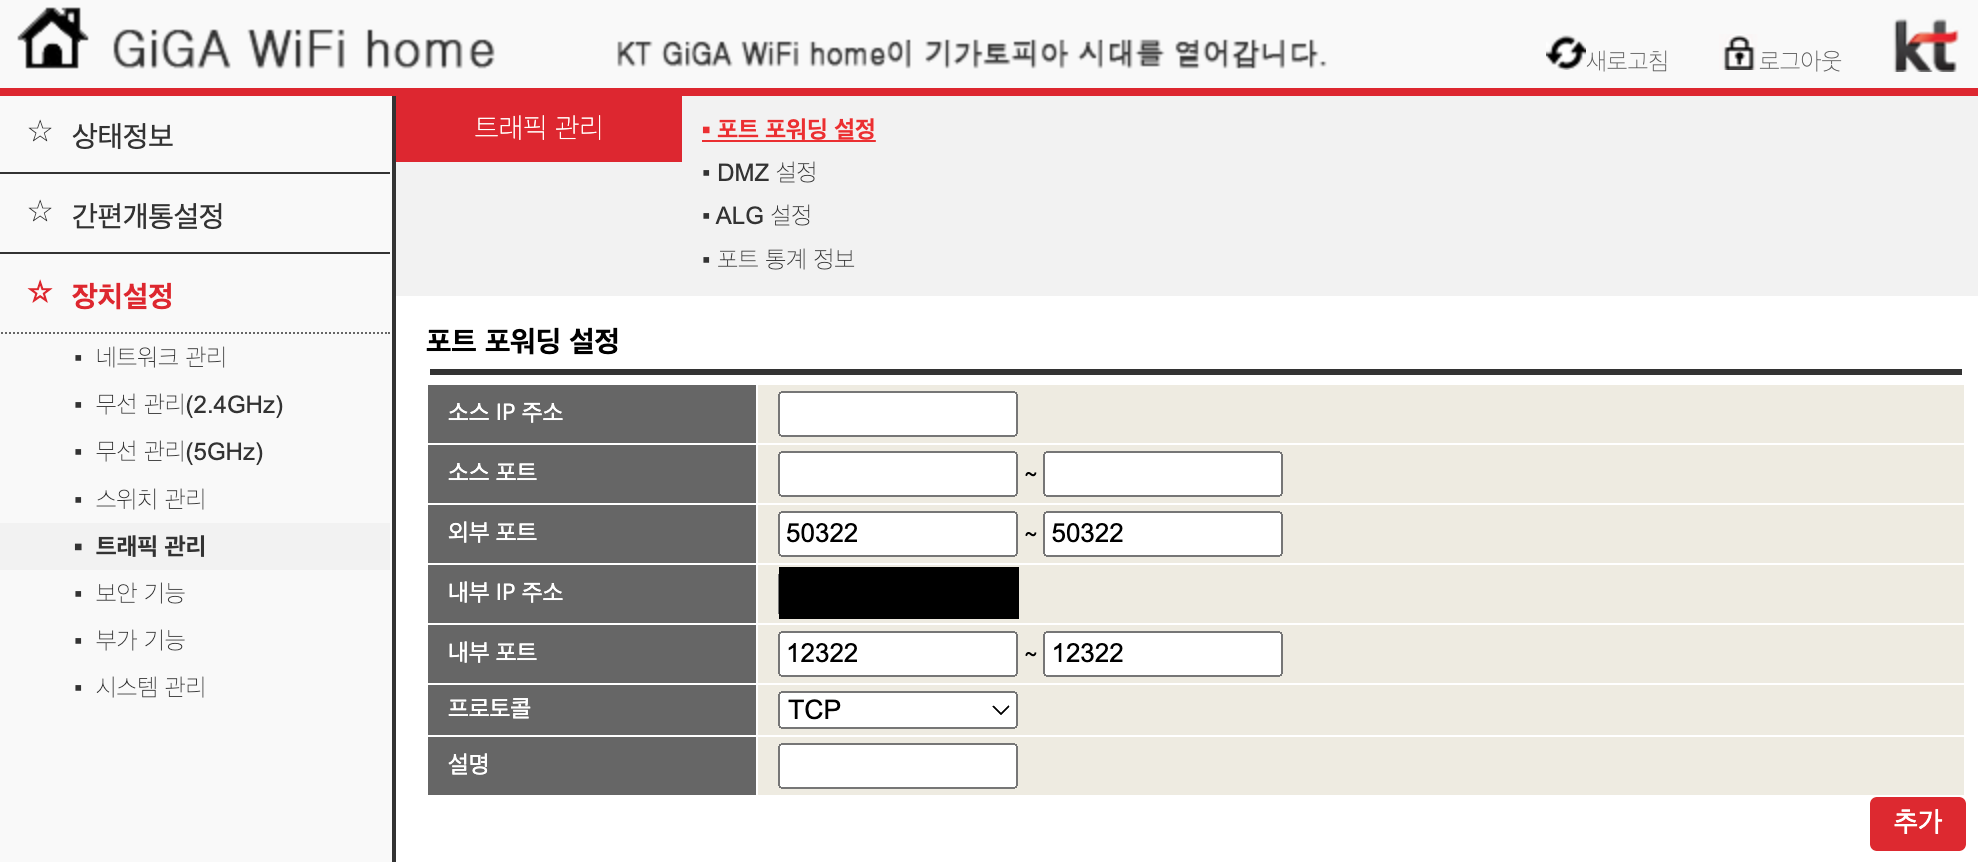 GiGA WiFi home
KT GiGA WiFi home이 기가토피아 시대를 열어갑니다.
새로고침
로그아웃
kt
☆ 상태정보
☆ 간편개통설정
☆ 장치설정
▪ 네트워크 관리
▪ 무선 관리(2.4GHz)
▪ 무선 관리(5GHz)
▪ 스위치 관리
▪ 트래픽 관리
▪ 보안 기능
▪ 부가 기능
▪ 시스템 관리
트래픽 관리
▪ 포트 포워딩 설정
▪ DMZ 설정
▪ ALG 설정
▪ 포트 통계 정보
포트 포워딩 설정
소스 IP 주소
소스 포트 ~
외부 포트 50322 ~ 50322
내부 IP 주소
내부 포트 12322 ~ 12322
프로토콜 TCP
설명
추가